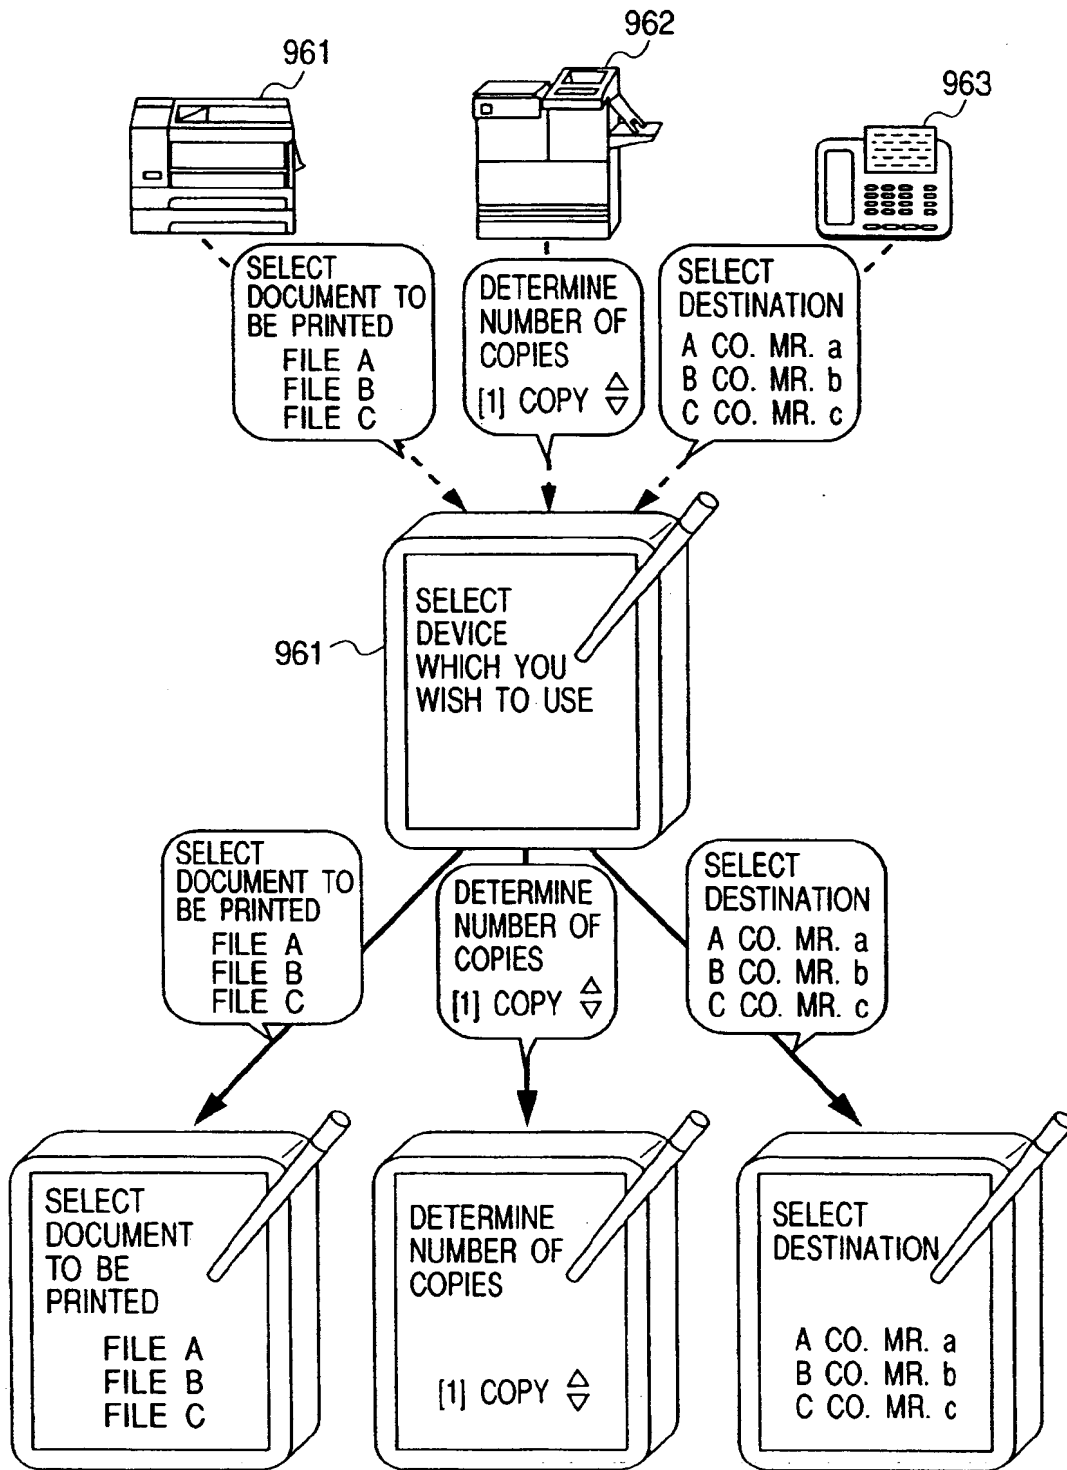 961
962
963
SELECT
DOCUMENT TO
BE PRINTED
FILE A
FILE B
FILE C
DETERMINE
NUMBER OF
COPIES
[1] COPY
SELECT
DESTINATION
A CO. MR. a
B CO. MR. b
C CO. MR. c
961
SELECT
DEVICE
WHICH YOU
WISH TO USE
SELECT
DOCUMENT TO
BE PRINTED
FILE A
FILE B
FILE C
DETERMINE
NUMBER OF
COPIES
[1] COPY
SELECT
DESTINATION
A CO. MR. a
B CO. MR. b
C CO. MR. c
SELECT
DOCUMENT
TO BE
PRINTED
FILE A
FILE B
FILE C
DETERMINE
NUMBER OF
COPIES
[1] COPY
SELECT
DESTINATION
A CO. MR. a
B CO. MR. b
C CO. MR. c